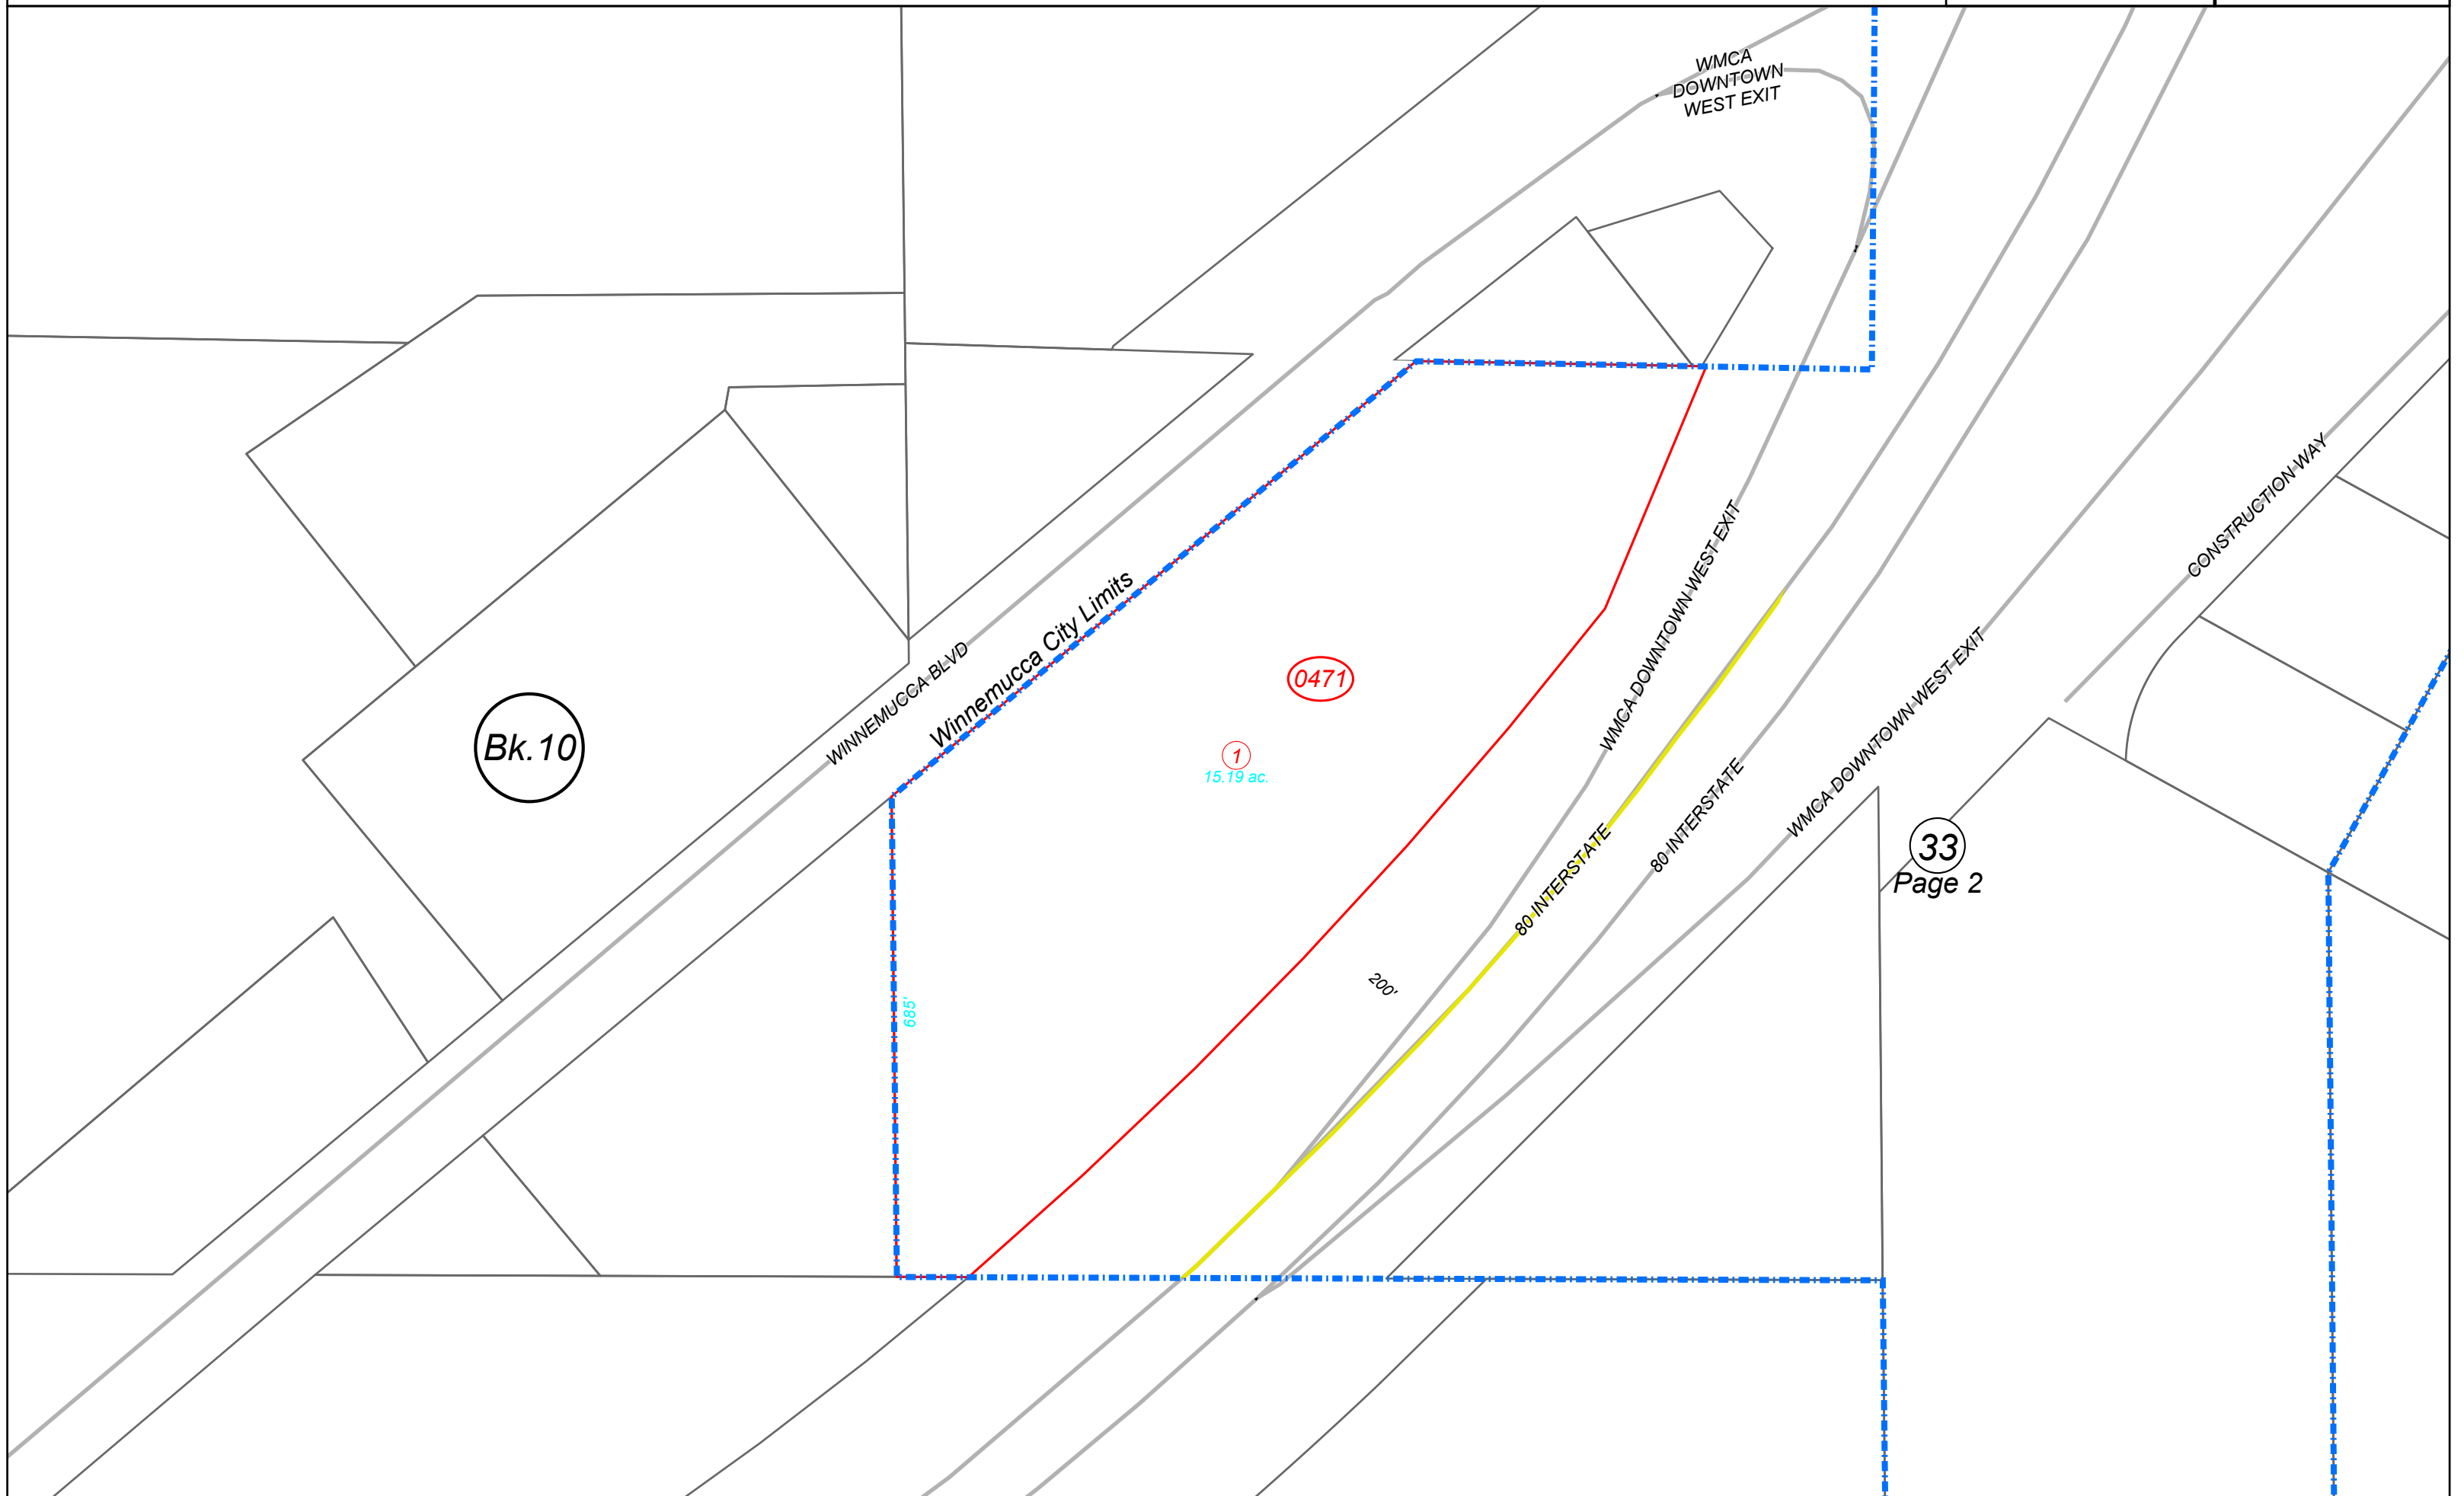 WMCA
DOWNTOWN
WEST EXIT
CONSTRUCTION WAY
Winnemucca City Limits
WINNEMUCCA BLVD
WMCA DOWNTOWN WEST EXIT
0471
Bk.10
1
15.19 ac.
WMCA DOWNTOWN WEST EXIT
80 INTERSTATE
80 INTERSTATE
33
Page 2
200'
685'